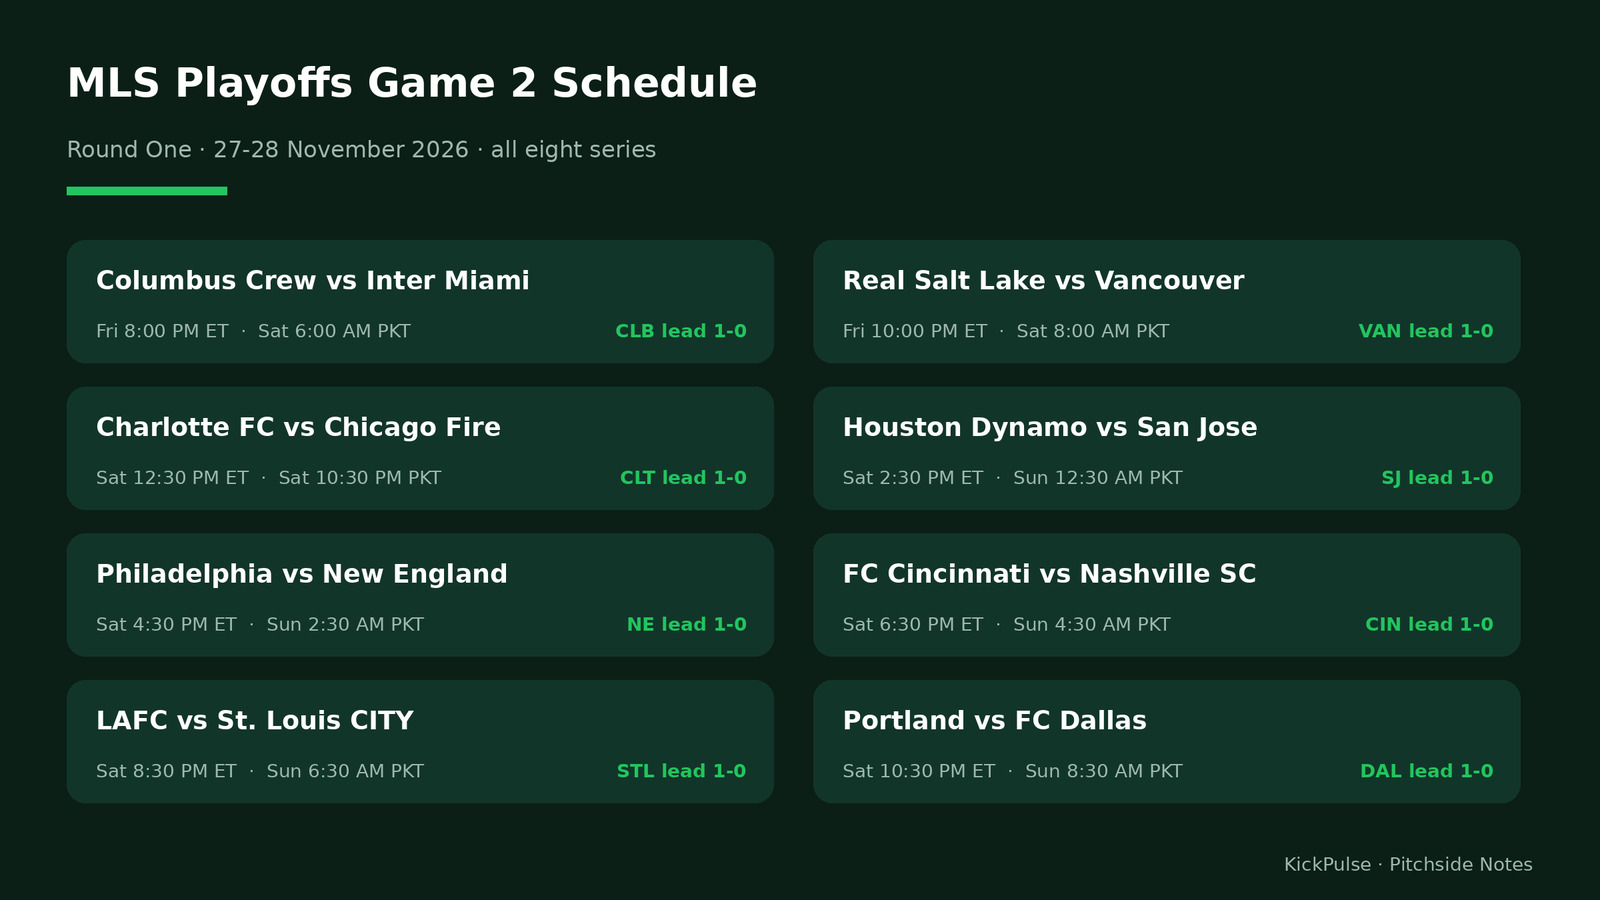 MLS Playoffs Game 2 Schedule
Round One · 27-28 November 2026 · all eight series
Columbus Crew vs Inter Miami
Fri 8:00 PM ET · Sat 6:00 AM PKT
CLB lead 1-0
Real Salt Lake vs Vancouver
Fri 10:00 PM ET · Sat 8:00 AM PKT
VAN lead 1-0
Charlotte FC vs Chicago Fire
Sat 12:30 PM ET · Sat 10:30 PM PKT
CLT lead 1-0
Houston Dynamo vs San Jose
Sat 2:30 PM ET · Sun 12:30 AM PKT
SJ lead 1-0
Philadelphia vs New England
Sat 4:30 PM ET · Sun 2:30 AM PKT
NE lead 1-0
FC Cincinnati vs Nashville SC
Sat 6:30 PM ET · Sun 4:30 AM PKT
CIN lead 1-0
LAFC vs St. Louis CITY
Sat 8:30 PM ET · Sun 6:30 AM PKT
STL lead 1-0
Portland vs FC Dallas
Sat 10:30 PM ET · Sun 8:30 AM PKT
DAL lead 1-0
KickPulse · Pitchside Notes